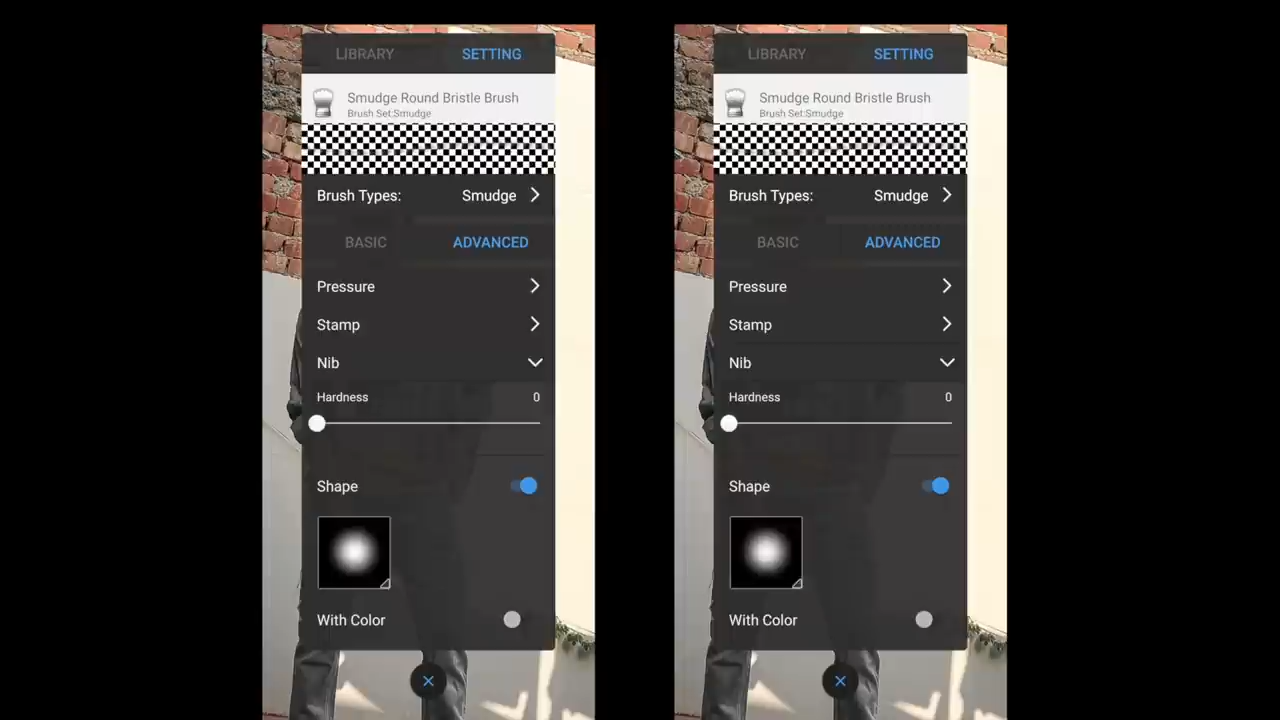 LIBRARY SETTING
Smudge Round Bristle Brush
Brush Set:Smudge
Brush Types: Smudge
BASIC ADVANCED
Pressure
Stamp
Nib
Hardness 0
Shape
With Color
LIBRARY SETTING
Smudge Round Bristle Brush
Brush Set:Smudge
Brush Types: Smudge
BASIC ADVANCED
Pressure
Stamp
Nib
Hardness 0
Shape
With Color